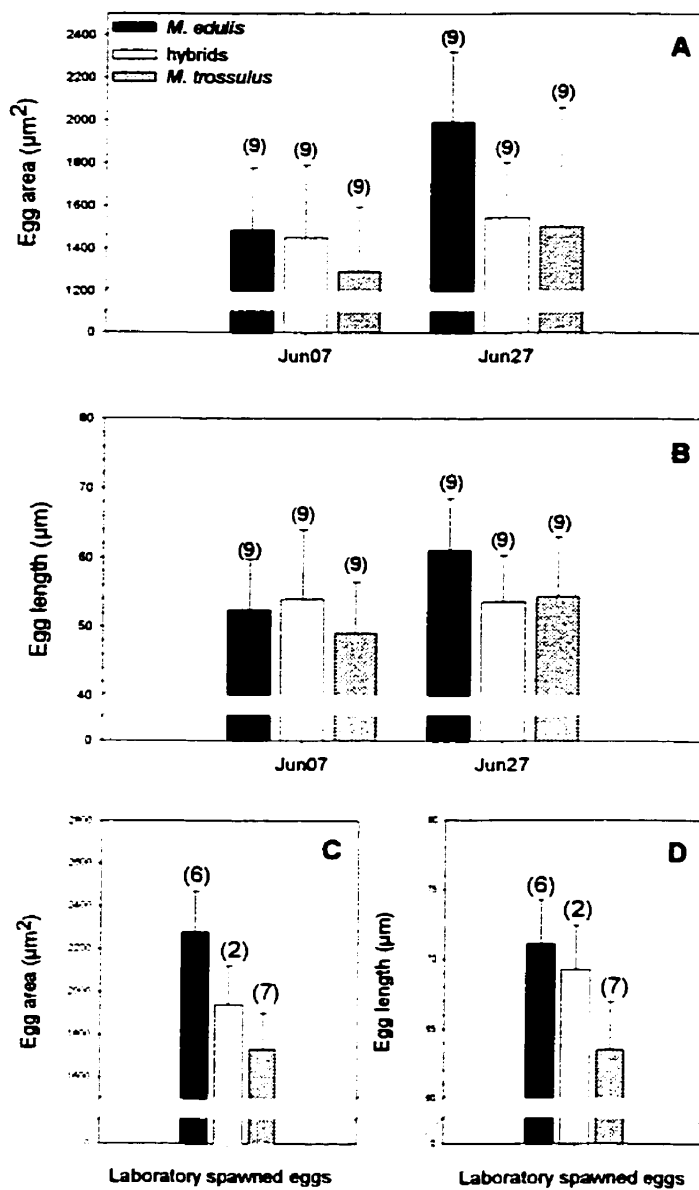 A
M. edulis
hybrids
M. trossulus
Egg area (µm²)
2400
2200
2000
1800
1600
1400
1200
0
(9)
(9)
(9)
(9)
(9)
(9)
Jun07
Jun27
B
Egg length (µm)
80
70
60
50
40
0
(9)
(9)
(9)
(9)
(9)
(9)
Jun07
Jun27
C
Egg area (µm²)
(6)
(2)
(7)
Laboratory spawned eggs
D
Egg length (µm)
(6)
(2)
(7)
Laboratory spawned eggs